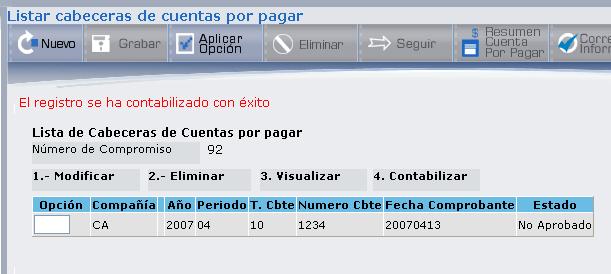 Listar cabeceras de cuentas por pagar
Nuevo Grabar Aplicar Opción Eliminar Seguir Resumen Cuenta Por Pagar Corre Inform
El registro se ha contabilizado con éxito
Lista de Cabeceras de Cuentas por pagar
Número de Compromiso 92
1.- Modificar 2.- Eliminar 3. Visualizar 4. Contabilizar
Opción Compañía Año Periodo T. Cbte Numero Cbte Fecha Comprobante Estado
CA 2007 04 10 1234 20070413 No Aprobado